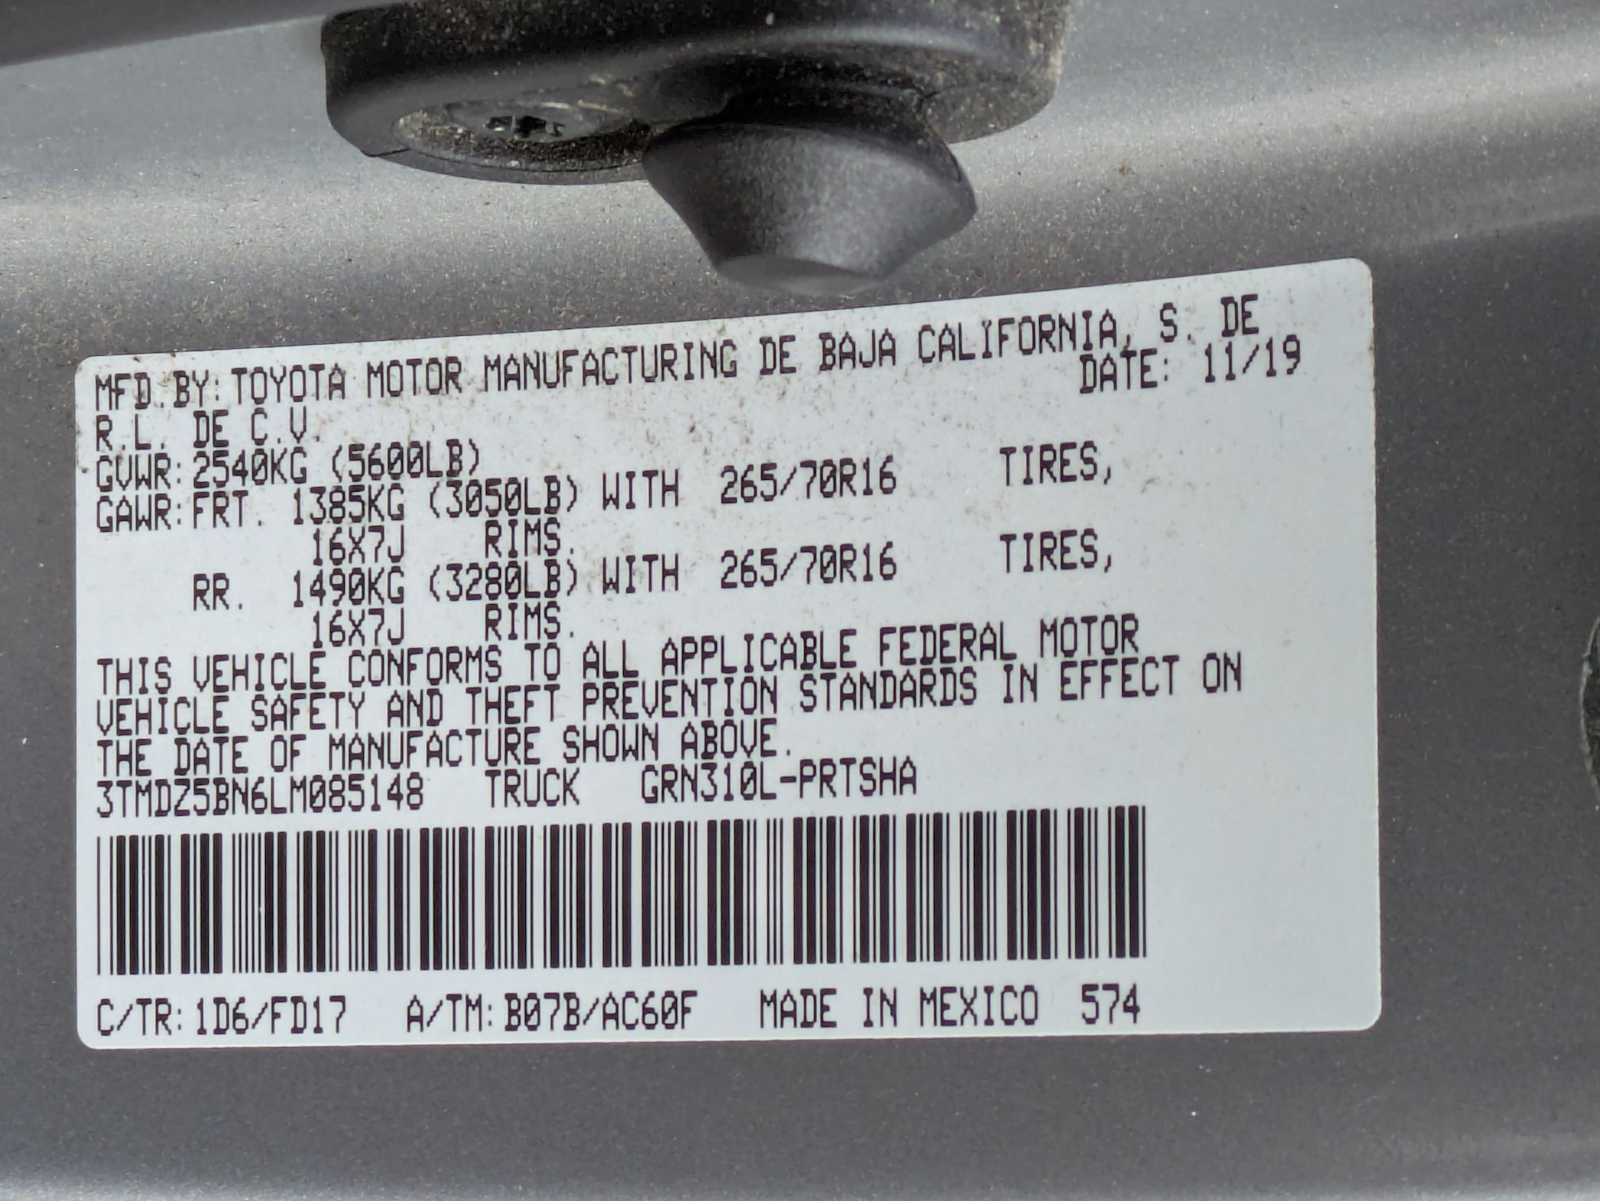 MFD.BY:TOYOTA MOTOR MANUFACTURING DE BAJA CALIFORNIA, S. DE
R.L. DE C.V. DATE: 11/19
GVWR:2540KG (5600LB)
GAWR:FRT. 1385KG (3050LB) WITH 265/70R16 TIRES,
16X7J RIMS.
RR. 1490KG (3280LB) WITH 265/70R16 TIRES,
16X7J RIMS.
THIS VEHICLE CONFORMS TO ALL APPLICABLE FEDERAL MOTOR
VEHICLE SAFETY AND THEFT PREVENTION STANDARDS IN EFFECT ON
THE DATE OF MANUFACTURE SHOWN ABOVE.
3TMDZ5BN6LM085148 TRUCK GRN310L-PRTSHA
C/TR:1D6/FD17 A/TM:B07B/AC60F MADE IN MEXICO 574